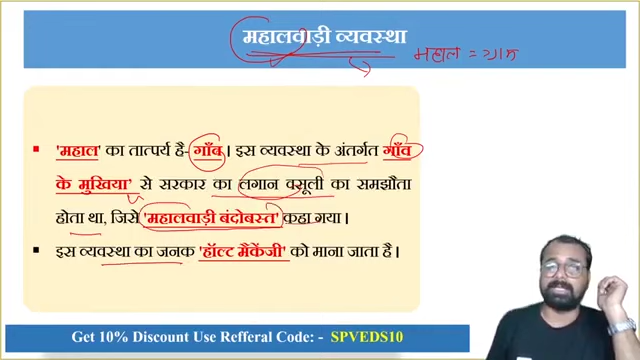 महालवाड़ी व्यवस्था
महाल = गाँव
'महाल' का तात्पर्य है- गाँव। इस व्यवस्था के अंतर्गत गाँव
के मुखिया' से सरकार का लगान वसूली का समझौता
होता था, जिसे 'महालवाड़ी बंदोबस्त' कहा गया।
इस व्यवस्था का जनक 'हॉल्ट मैकेंजी' को माना जाता है।
Get 10% Discount Use Refferal Code: - SPVEDS10